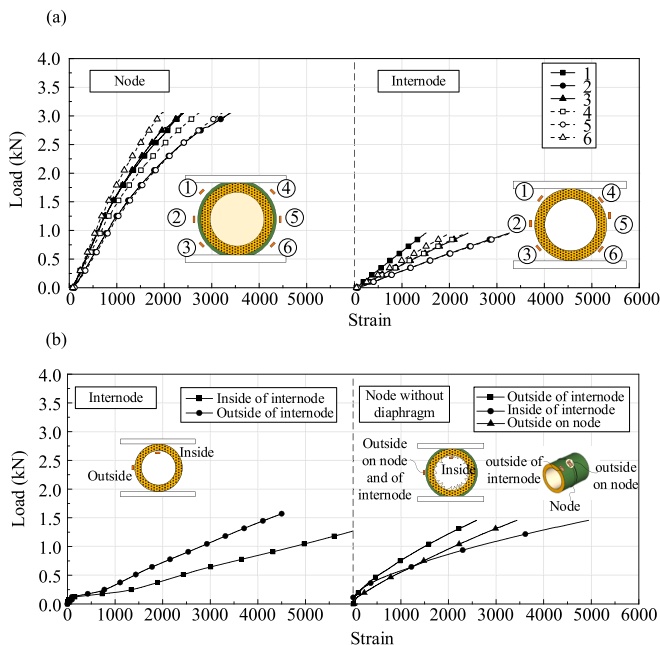 (a)
Load (kN)
4.0
3.5
3.0
2.5
2.0
1.5
1.0
0.5
0.0
Node
Internode
1
2
3
4
5
6
1
2
3
4
5
6
1
2
3
4
5
6
0
1000
2000
3000
4000
5000
0
1000
2000
3000
4000
5000
6000
Strain
Strain
(b)
Load (kN)
4.0
3.5
3.0
2.5
2.0
1.5
1.0
0.5
0.0
Internode
Inside of internode
Outside of internode
Inside
Outside
Node without
diaphragm
Outside of internode
Inside of internode
Outside on node
Outside
on node
and of
internode
Inside
outside of
internode
outside
on node
Node
0
1000
2000
3000
4000
5000
0
1000
2000
3000
4000
5000
6000
Strain
Strain